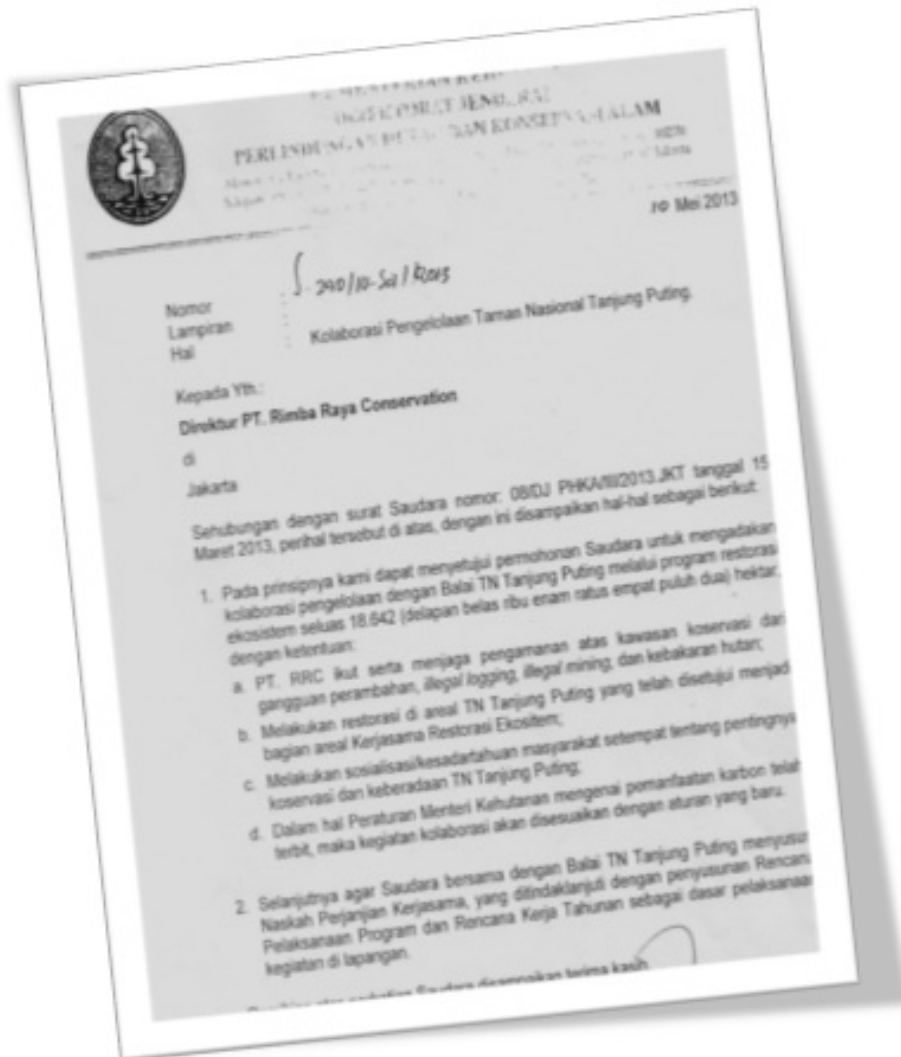 DIREKTORAT JENDERAL
PERLINDUNGAN HUTAN DAN KONSERVASI ALAM
10 Mei 2013
Nomor :
Lampiran :
Hal : Kolaborasi Pengelolaan Taman Nasional Tanjung Puting.
Kepada Yth.:
Direktur PT. Rimba Raya Conservation
di
Jakarta
Sehubungan dengan surat Saudara nomor: 08/DJ PHKA/III/2013.JKT tanggal 15
Maret 2013, perihal tersebut di atas, dengan ini disampaikan hal-hal sebagai berikut:
1. Pada prinsipnya kami dapat menyetujui permohonan Saudara untuk mengadakan
kolaborasi pengelolaan dengan Balai TN Tanjung Puting melalui program restorasi
ekosistem seluas 18.642 (delapan belas ribu enam ratus empat puluh dua) hektar,
dengan ketentuan:
a. PT. RRC ikut serta menjaga pengamanan atas kawasan koservasi dari
gangguan perambahan, illegal logging, illegal mining, dan kebakaran hutan;
b. Melakukan restorasi di areal TN Tanjung Puting yang telah disetujui menjadi
bagian areal Kerjasama Restorasi Ekositem;
c. Melakukan sosialisasi/kesadartahuan masyarakat setempat tentang pentingnya
koservasi dan keberadaan TN Tanjung Puting;
d. Dalam hal Peraturan Menteri Kehutanan mengenai pemanfaatan karbon telah
terbit, maka kegiatan kolaborasi akan disesuaikan dengan aturan yang baru.
2. Selanjutnya agar Saudara bersama dengan Balai TN Tanjung Puting menyusun
Naskah Perjanjian Kerjasama, yang ditindaklanjuti dengan penyusunan Rencana
Pelaksanaan Program dan Rencana Kerja Tahunan sebagai dasar pelaksanaan
kegiatan di lapangan.
Saudara disampaikan terima kasih